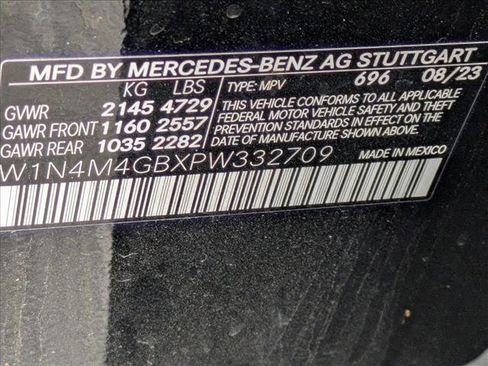 MFD BY MERCEDES-BENZ AG STUTTGART
KG LBS TYPE: MPV 696 08/23
GVWR 2145 4729
GAWR FRONT 1160 2557
GAWR REAR 1035 2282
THIS VEHICLE CONFORMS TO ALL APPLICABLE
FEDERAL MOTOR VEHICLE SAFETY AND
THEFT PREVENTION STANDARDS IN EFFECT ON THE
DATE OF MANUFACTURE SHOWN ABOVE.
W1N4M4GBXPW332709 MADE IN MEXICO